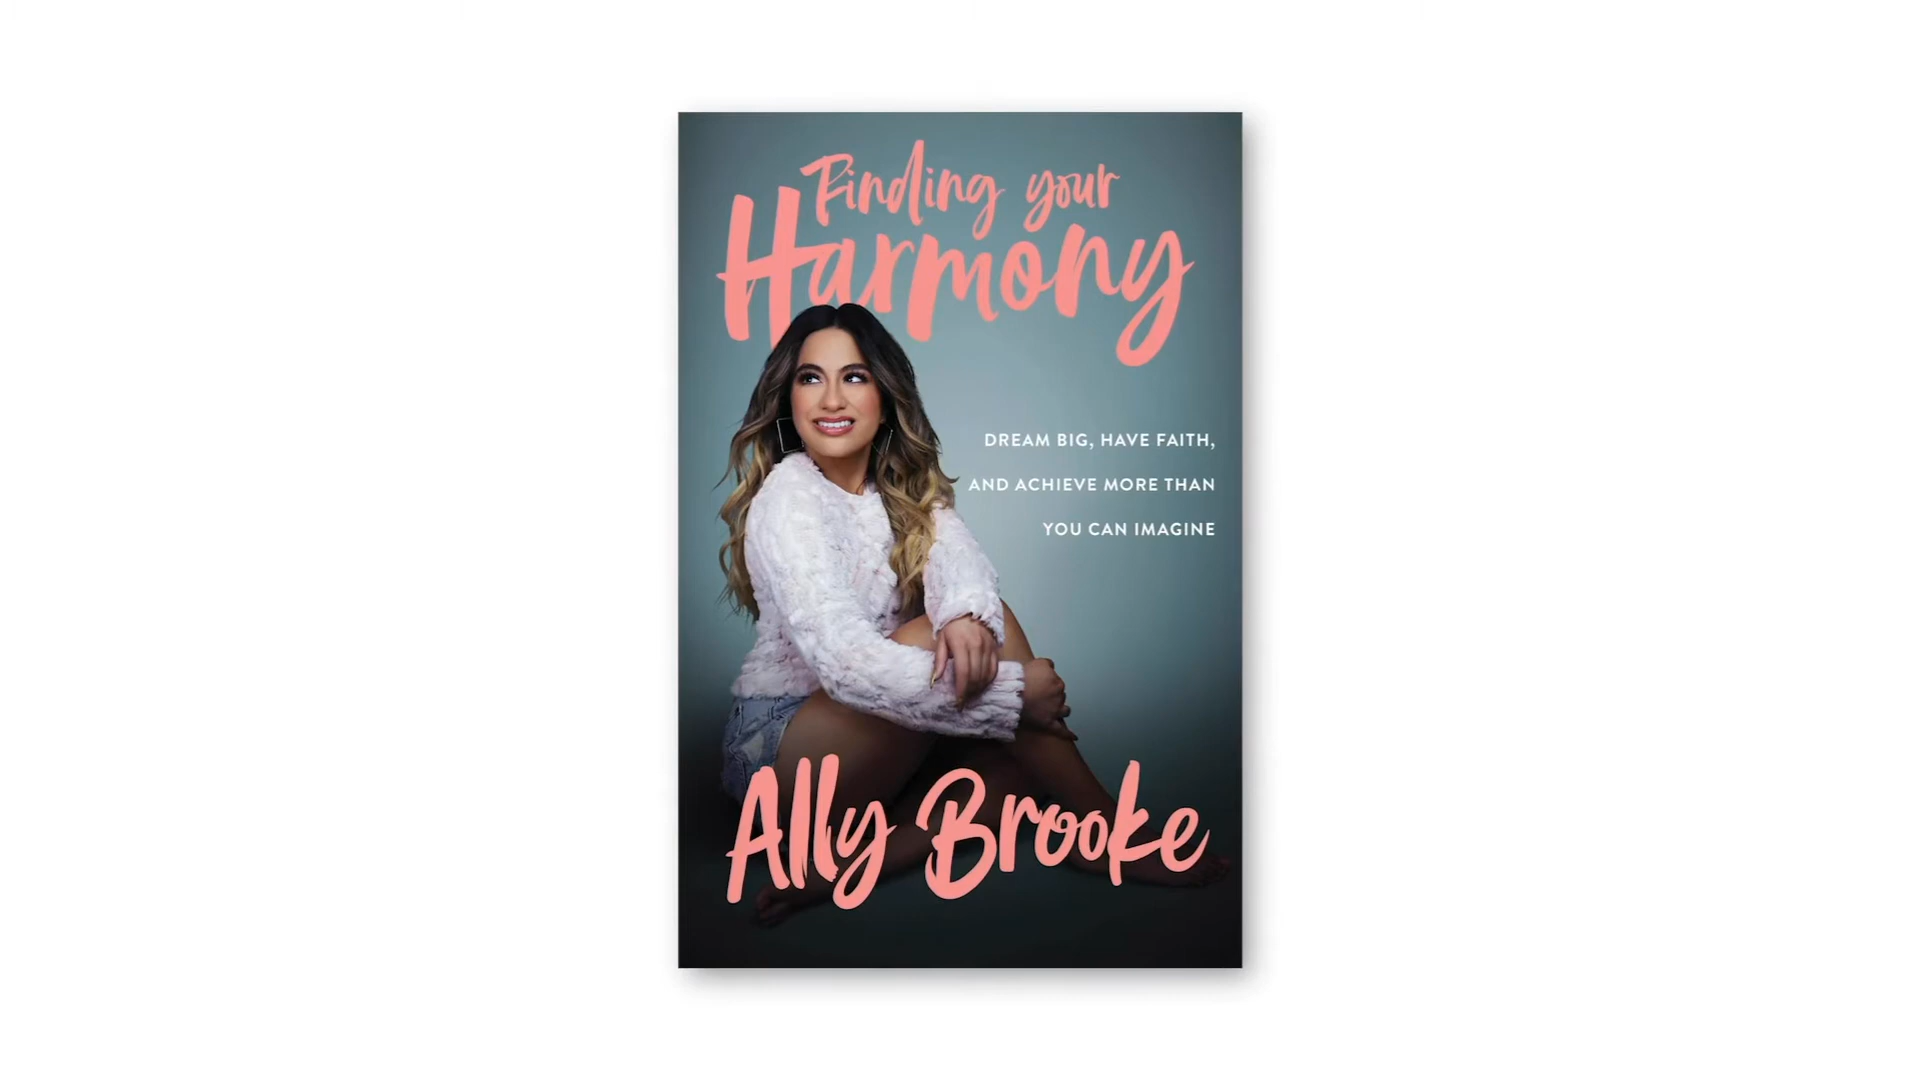 Finding your
Harmony
DREAM BIG, HAVE FAITH,
AND ACHIEVE MORE THAN
YOU CAN IMAGINE
Ally Brooke